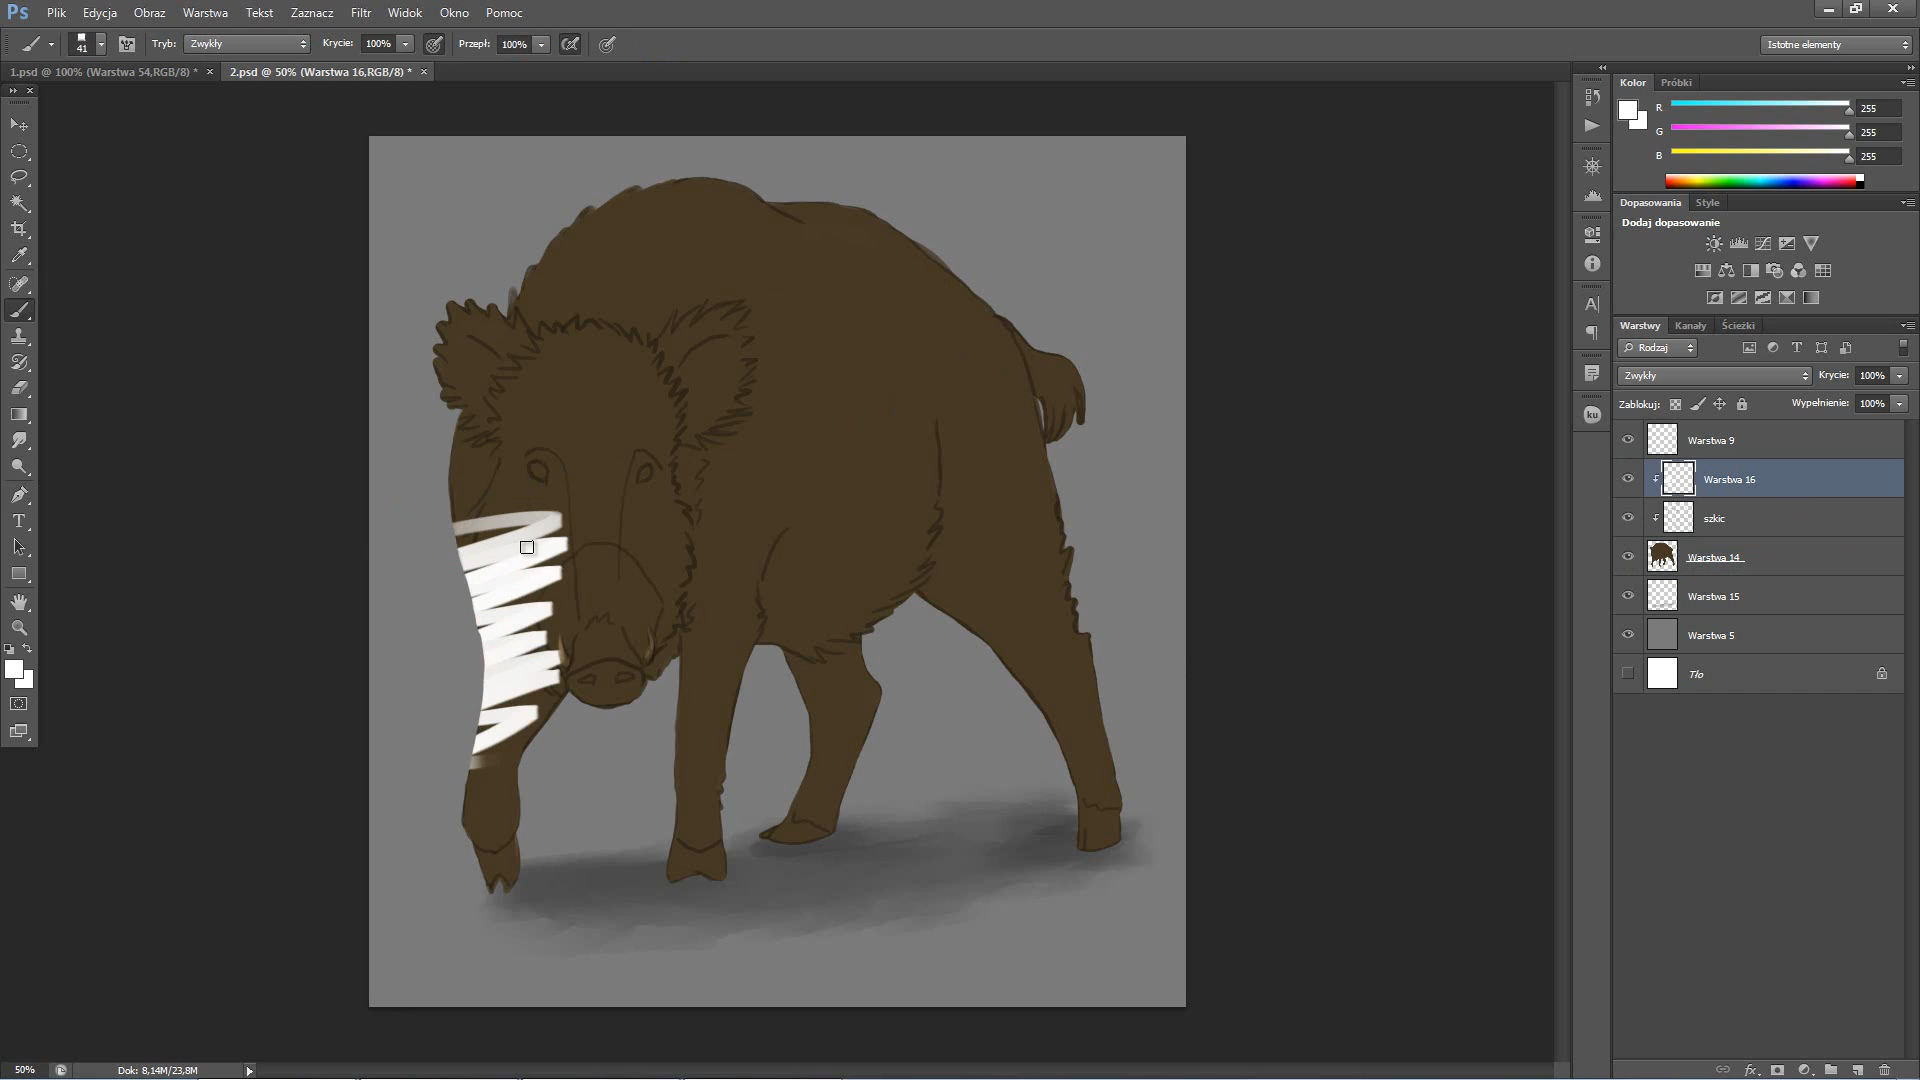 Ps Plik Edycja Obraz Warstwa Tekst Zaznacz Filtr Widok Okno Pomoc
41 Tryb: Zwykły Krycie: 100% Przepł: 100% Istotne elementy
1.psd @ 100% (Warstwa 54,RGB/8) * 2.psd @ 50% (Warstwa 16,RGB/8) *
Kolor Próbki
R 255
G 255
B 255
Dopasowania Style
Dodaj dopasowanie
Warstwy Kanały Ścieżki
Rodzaj
Zwykły Krycie: 100%
Zablokuj: Wypełnienie: 100%
ku
Warstwa 9
Warstwa 16
szkic
Warstwa 14
Warstwa 15
Warstwa 5
Tło
50% Dok: 8,14M/23,8M